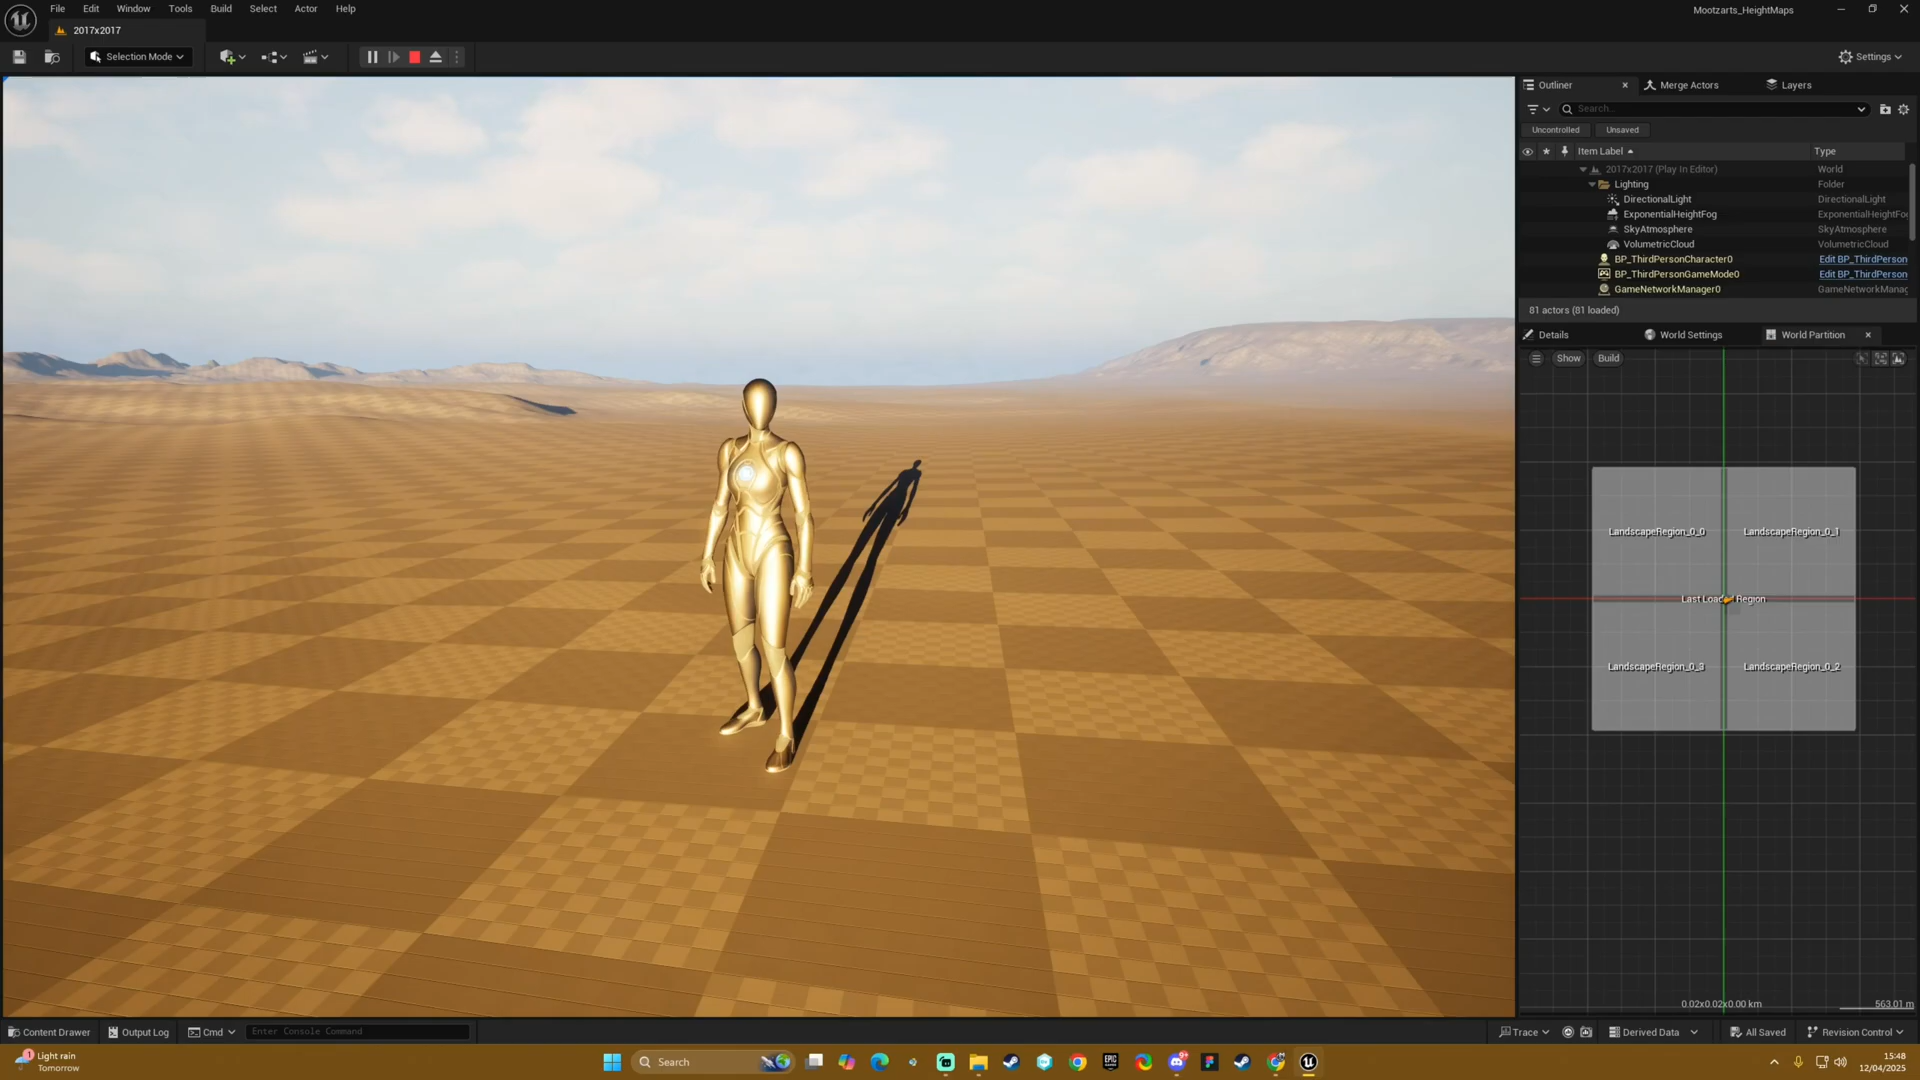 File Edit Window Tools Build Select Actor Help
Mootzarts_HeightMaps
2017x2017
Selection Mode
Settings
Outliner
Merge Actors
Layers
Search...
Uncontrolled
Unsaved
Item Label
Type
2017x2017 (Play In Editor) World
Lighting Folder
DirectionalLight DirectionalLight
ExponentialHeightFog ExponentialHeightFog
SkyAtmosphere SkyAtmosphere
VolumetricCloud VolumetricCloud
BP_ThirdPersonCharacter0 Edit BP_ThirdPerson
BP_ThirdPersonGameMode0 Edit BP_ThirdPerson
GameNetworkManager0 GameNetworkManag
81 actors (81 loaded)
Details
World Settings
World Partition
Show
Build
LandscapeRegion_0_0
LandscapeRegion_0_1
Last Loaded Region
LandscapeRegion_0_3
LandscapeRegion_0_2
0.02x0.02x0.00 km
563.01 m
Content Drawer
Output Log
Cmd
Enter Console Command
Trace
Derived Data
All Saved
Revision Control
1
Light rain
Tomorrow
Search
15:48
12/04/2025